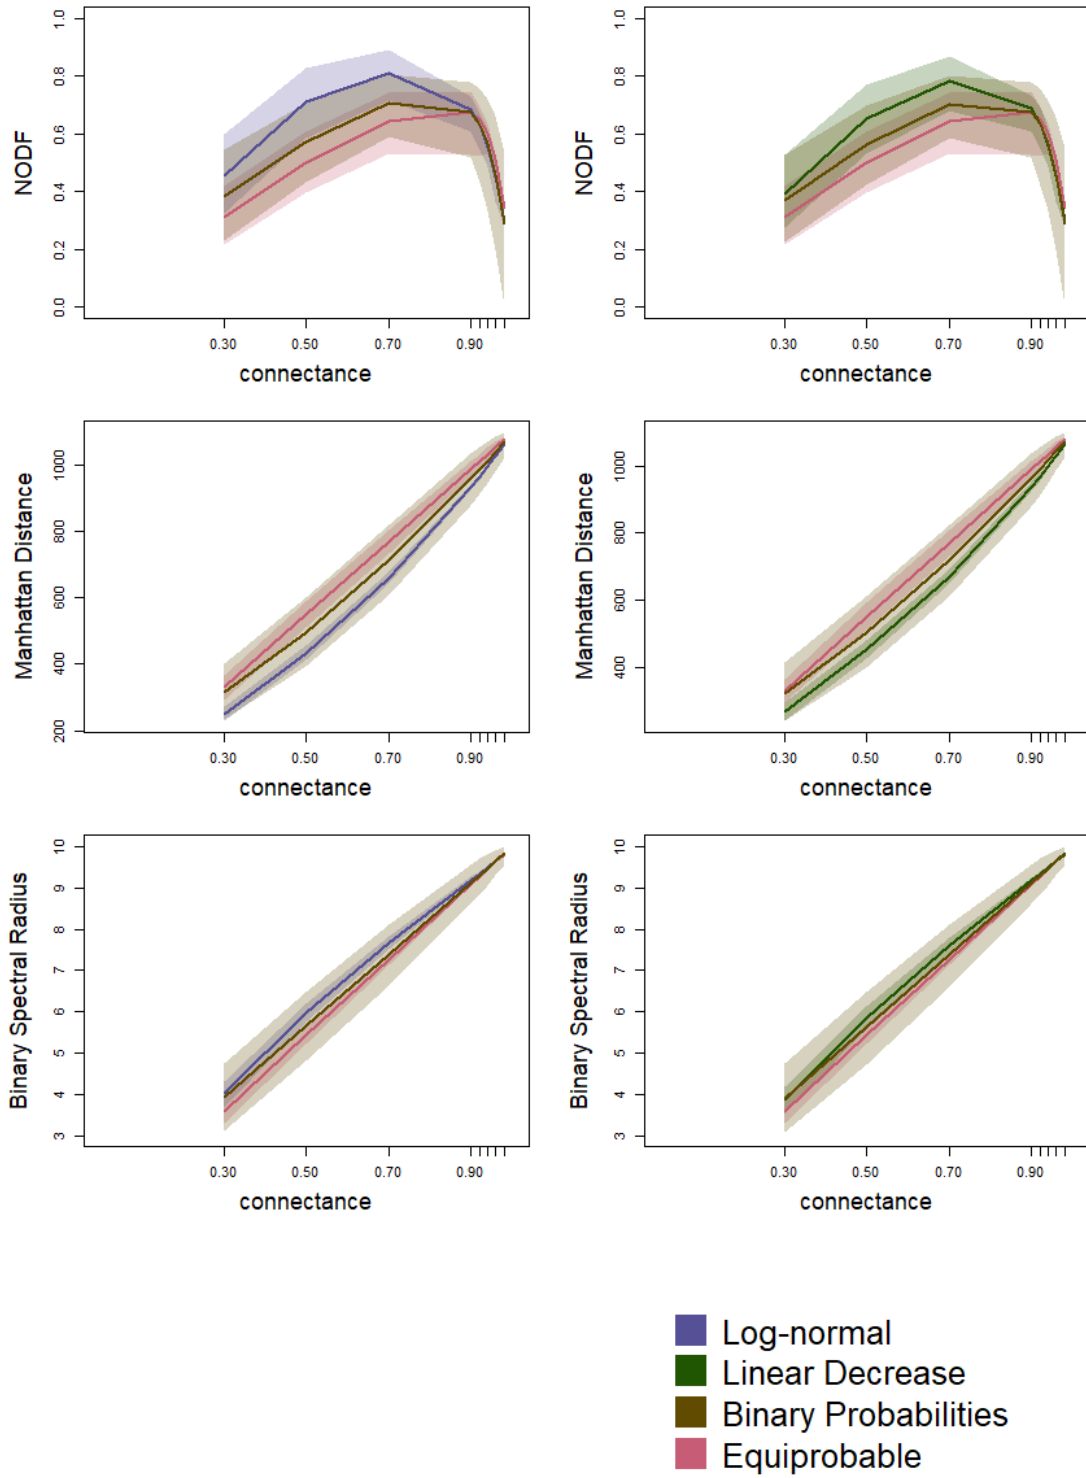 NODF
1.0
0.8
0.6
0.4
0.2
0.0
0.30 0.50 0.70 0.90
connectance
NODF
1.0
0.8
0.6
0.4
0.2
0.0
0.30 0.50 0.70 0.90
connectance
Manhattan Distance
1000
800
600
400
200
0.30 0.50 0.70 0.90
connectance
Manhattan Distance
1000
800
600
400
0.30 0.50 0.70 0.90
connectance
Binary Spectral Radius
10
9
8
7
6
5
4
3
0.30 0.50 0.70 0.90
connectance
Binary Spectral Radius
10
9
8
7
6
5
4
3
0.30 0.50 0.70 0.90
connectance
Log-normal
Linear Decrease
Binary Probabilities
Equiprobable